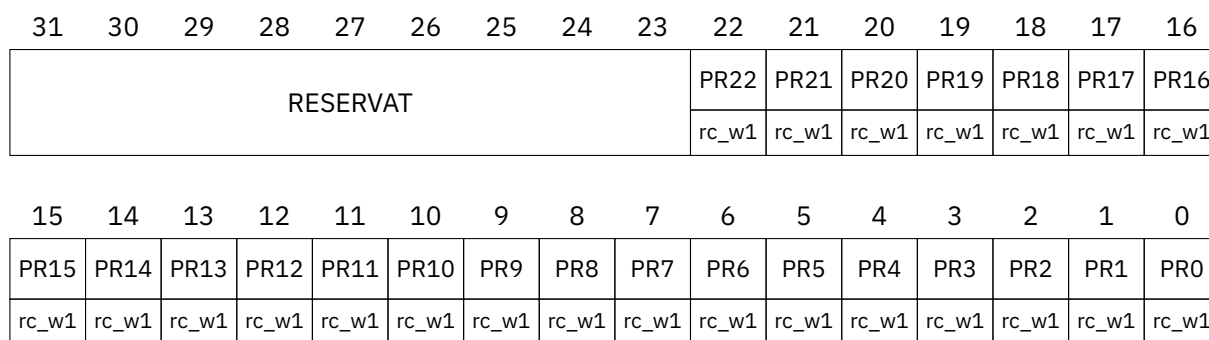 31 30 29 28 27 26 25 24 23 22 21 20 19 18 17 16
RESERVAT PR22 PR21 PR20 PR19 PR18 PR17 PR16
rc_w1 rc_w1 rc_w1 rc_w1 rc_w1 rc_w1 rc_w1
15 14 13 12 11 10 9 8 7 6 5 4 3 2 1 0
PR15 PR14 PR13 PR12 PR11 PR10 PR9 PR8 PR7 PR6 PR5 PR4 PR3 PR2 PR1 PR0
rc_w1 rc_w1 rc_w1 rc_w1 rc_w1 rc_w1 rc_w1 rc_w1 rc_w1 rc_w1 rc_w1 rc_w1 rc_w1 rc_w1 rc_w1 rc_w1